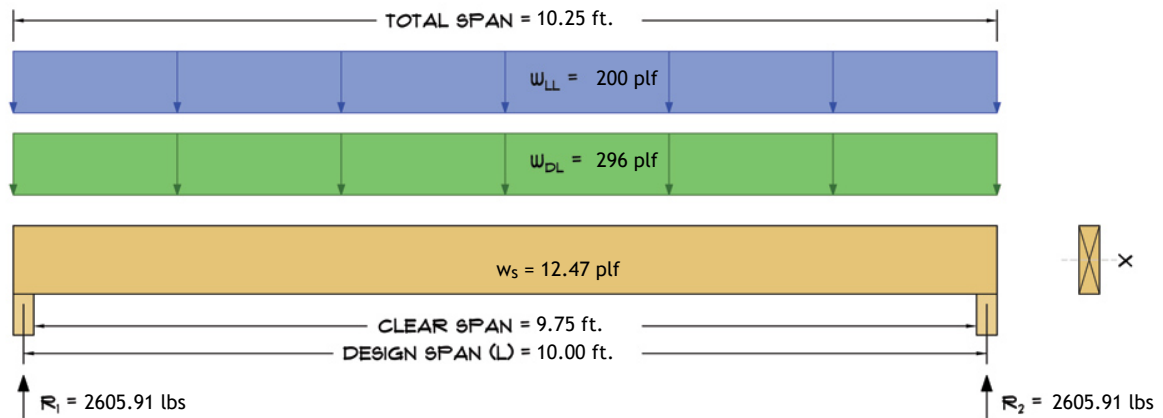 TOTAL SPAN = 10.25 ft.
WLL = 200 plf
WDL = 296 plf
ws = 12.47 plf
X
CLEAR SPAN = 9.75 ft.
DESIGN SPAN (L) = 10.00 ft.
R1 = 2605.91 lbs
R2 = 2605.91 lbs